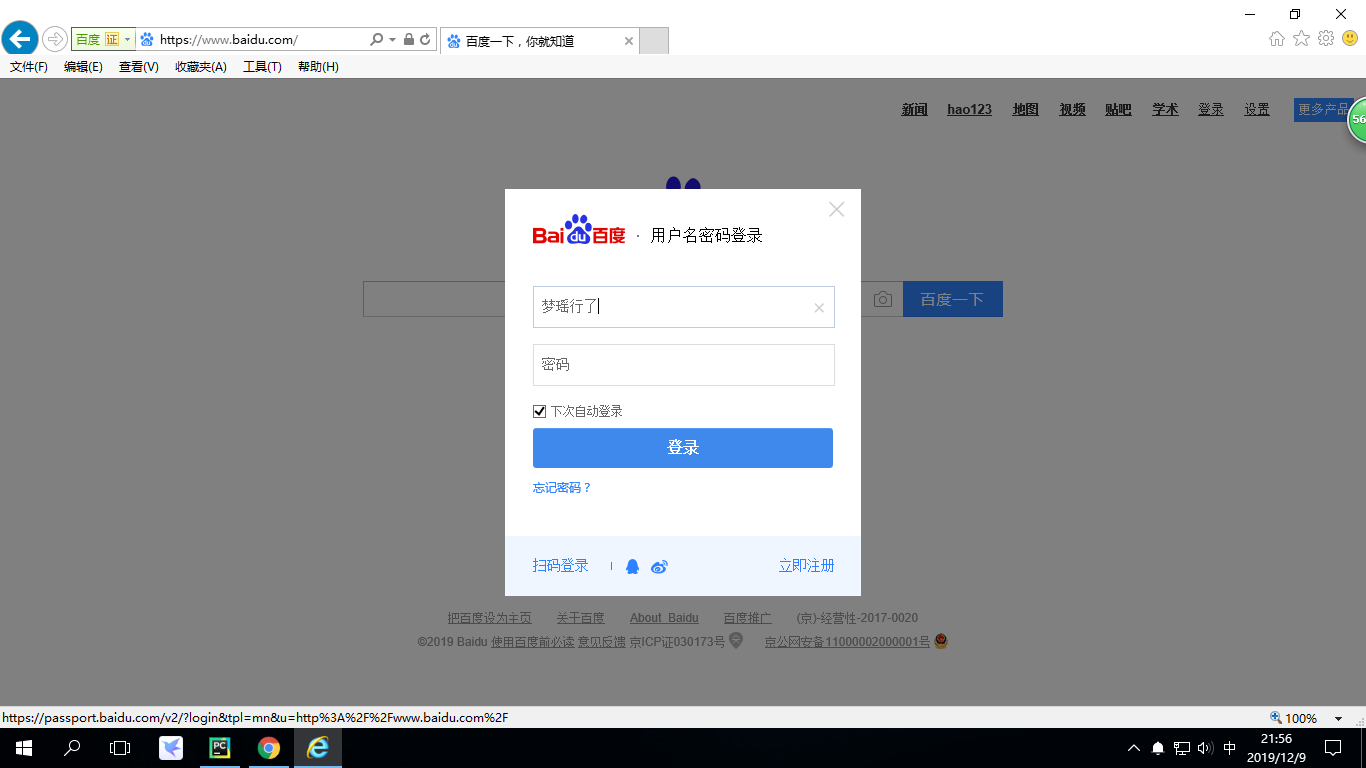 百度 证 https://www.baidu.com/ 百度一下，你就知道
文件(F) 编辑(E) 查看(V) 收藏夹(A) 工具(T) 帮助(H)
新闻 hao123 地图 视频 贴吧 学术 登录 设置 更多产品
56
Bai du 百度 · 用户名密码登录
梦瑶行了
百度一下
密码
下次自动登录
登录
忘记密码？
扫码登录 立即注册
把百度设为主页 关于百度 About Baidu 百度推广 (京)-经营性-2017-0020
©2019 Baidu 使用百度前必读 意见反馈 京ICP证030173号 京公网安备11000002000001号
https://passport.baidu.com/v2/?login&tpl=mn&u=http%3A%2F%2Fwww.baidu.com%2F 100%
PC 中 21:56
2019/12/9